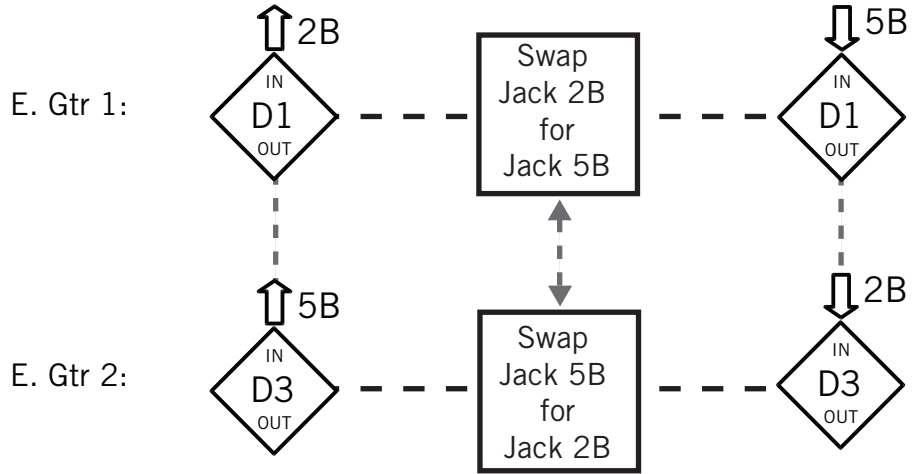 2B
5B
E. Gtr 1:
IN
D1
OUT
Swap
Jack 2B
for
Jack 5B
IN
D1
OUT
5B
2B
E. Gtr 2:
IN
D3
OUT
Swap
Jack 5B
for
Jack 2B
IN
D3
OUT